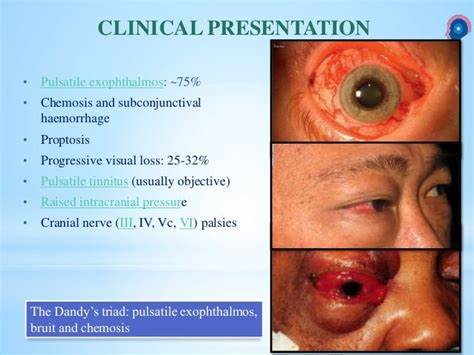 CLINICAL PRESENTATION
• Pulsatile exophthalmos: ~75%
• Chemosis and subconjunctival
haemorrhage
• Proptosis
• Progressive visual loss: 25-32%
• Pulsatile tinnitus (usually objective)
• Raised intracranial pressure
• Cranial nerve (III, IV, Vc, VI) palsies
The Dandy's triad: pulsatile exophthalmos,
bruit and chemosis